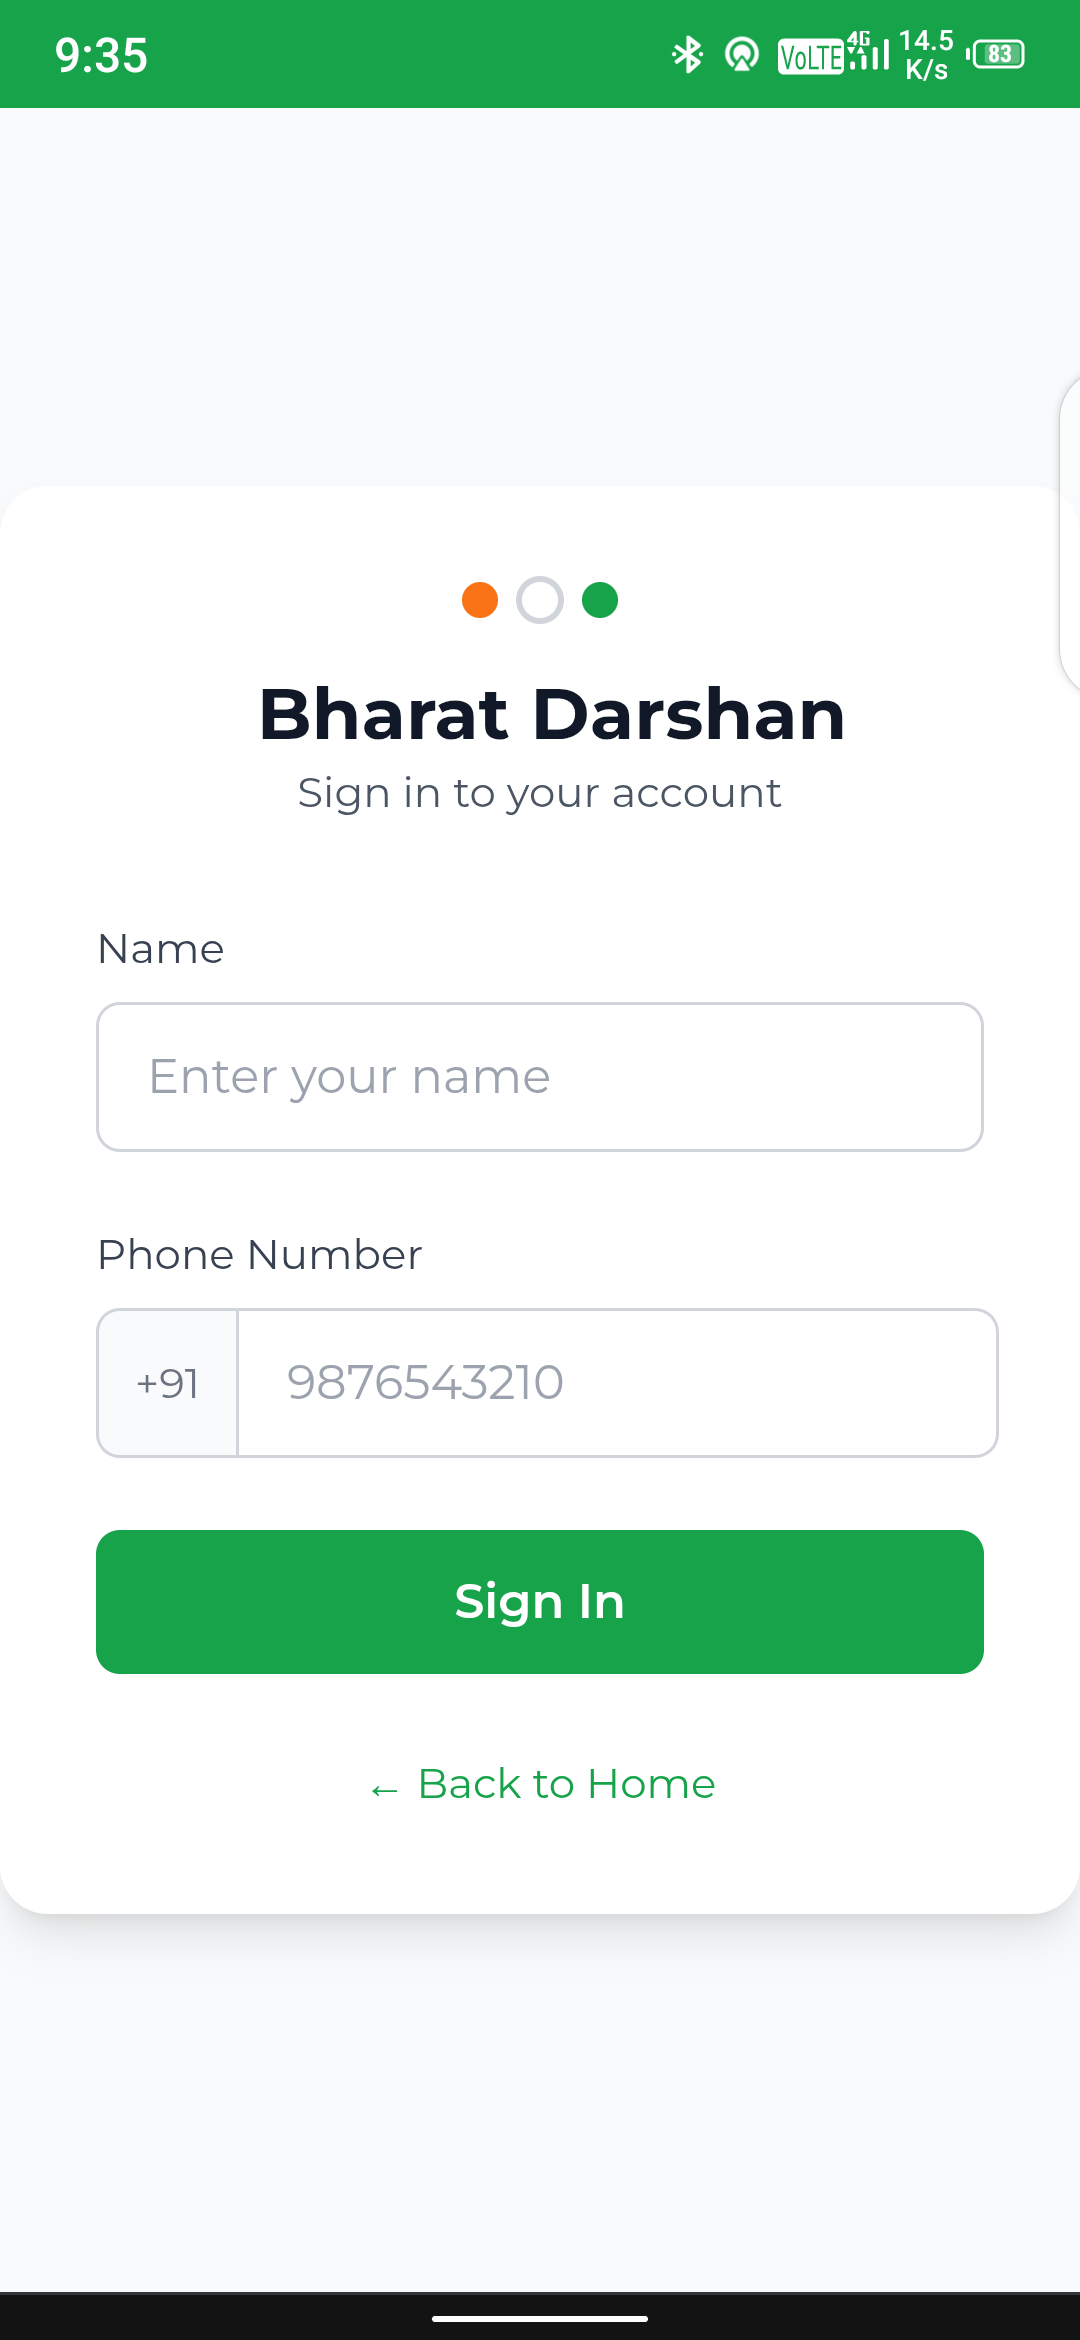 9:35
VoLTE 4G 14.5 K/s 83
Bharat Darshan
Sign in to your account
Name
Enter your name
Phone Number
+91 9876543210
Sign In
← Back to Home